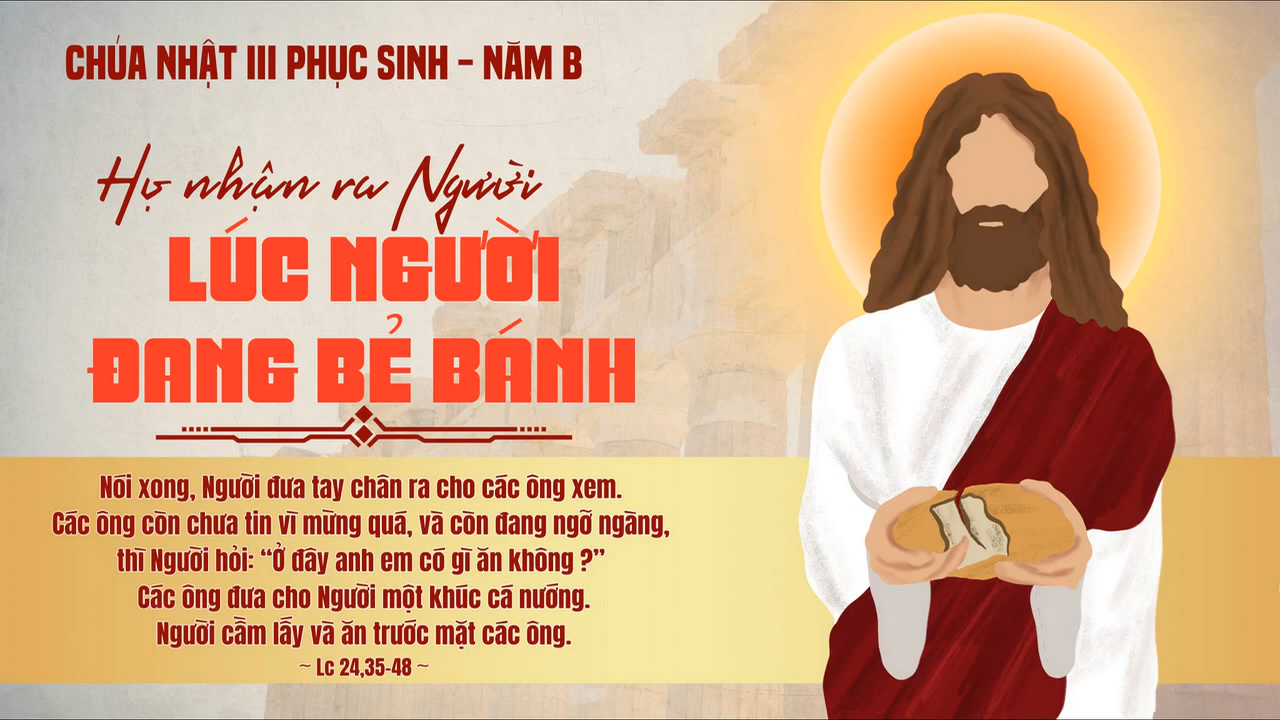 CHÚA NHẬT III PHỤC SINH - NĂM B
Họ nhận ra Người
LÚC NGƯỜI
ĐANG BẺ BÁNH
Nói xong, Người đưa tay chân ra cho các ông xem.
Các ông còn chưa tin vì mừng quá, và còn đang ngỡ ngàng,
thì Người hỏi: “Ở đây anh em có gì ăn không ?”
Các ông đưa cho Người một khúc cá nướng.
Người cầm lấy và ăn trước mặt các ông.
~ Lc 24,35-48 ~